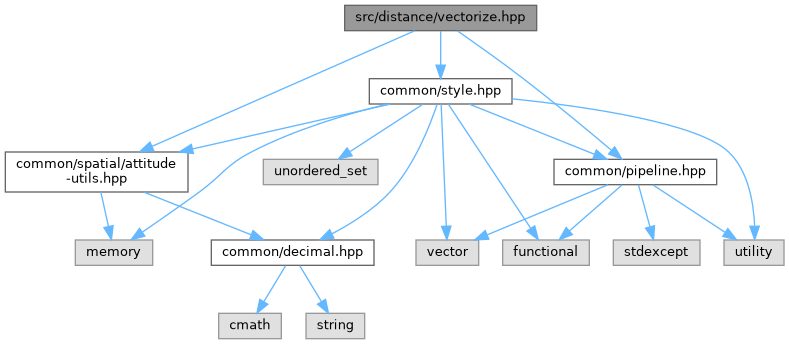 src/distance/vectorize.hpp
common/style.hpp
common/spatial/attitude
-utils.hpp
unordered_set
common/pipeline.hpp
memory
common/decimal.hpp
vector
functional
stdexcept
utility
cmath
string